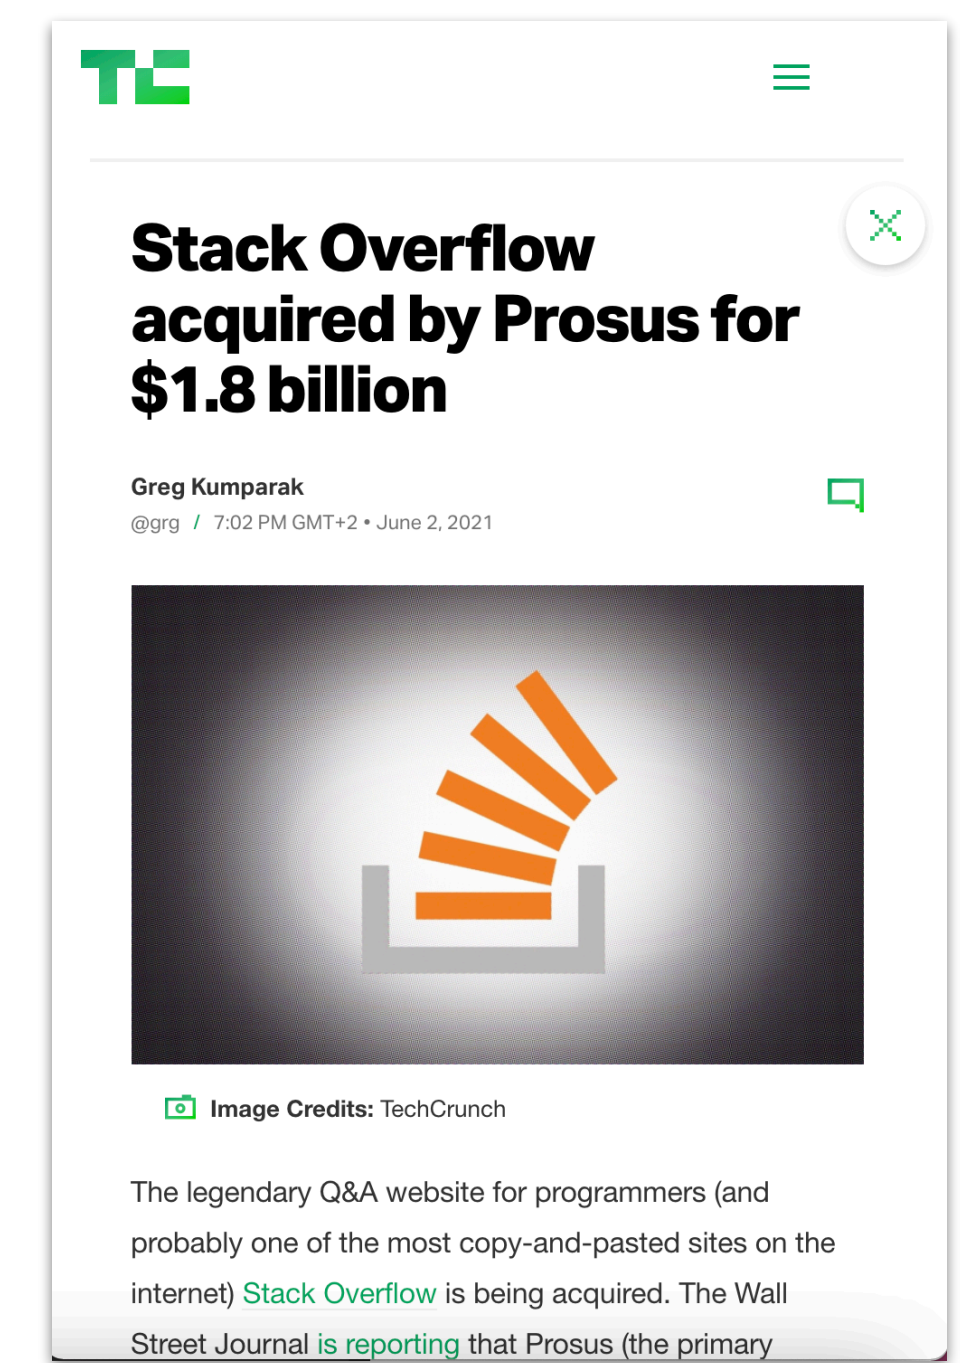 TC
Stack Overflow
acquired by Prosus for
$1.8 billion
Greg Kumparak
@grg / 7:02 PM GMT+2 • June 2, 2021
Image Credits: TechCrunch
The legendary Q&A website for programmers (and
probably one of the most copy-and-pasted sites on the
internet) Stack Overflow is being acquired. The Wall
Street Journal is reporting that Prosus (the primary